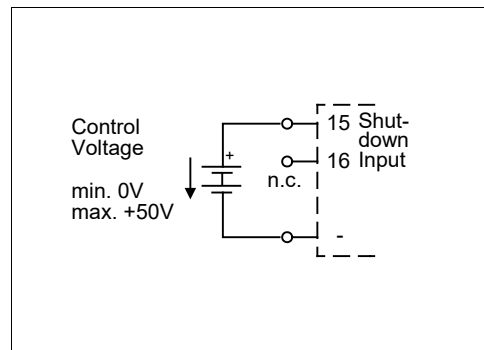 Control
Voltage
min. 0V
max. +50V
+
n.c.
15 Shut-
down
16 Input
-